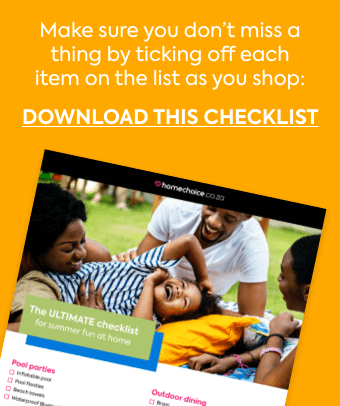 Make sure you don't miss a
thing by ticking off each
item on the list as you shop:
DOWNLOAD THIS CHECKLIST
homechoice.co.za
The ULTIMATE checklist
for summer fun at home
Pool parties
Inflatable pool
Pool Floaties
Beach towels
Waterproof
Outdoor dining